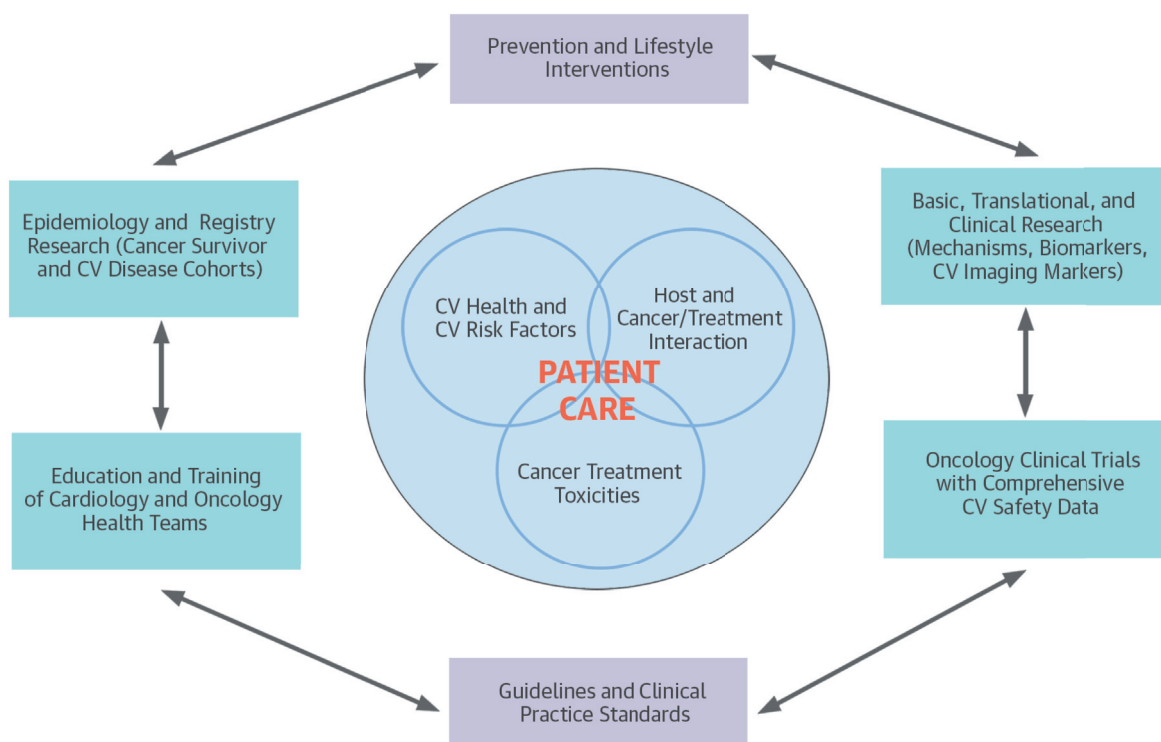 Prevention and Lifestyle
Interventions
Epidemiology and Registry
Research (Cancer Survivor
and CV Disease Cohorts)
Basic, Translational, and
Clinical Research
(Mechanisms, Biomarkers,
CV Imaging Markers)
CV Health and
CV Risk Factors
Host and
Cancer/Treatment
Interaction
PATIENT
CARE
Cancer Treatment
Toxicities
Education and Training
of Cardiology and Oncology
Health Teams
Oncology Clinical Trials
with Comprehensive
CV Safety Data
Guidelines and Clinical
Practice Standards